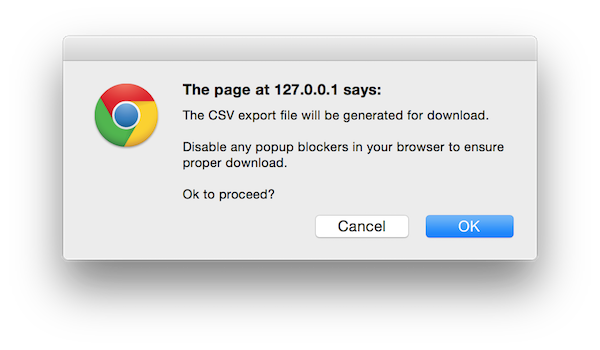 The page at 127.0.0.1 says:
The CSV export file will be generated for download.
Disable any popup blockers in your browser to ensure
proper download.
Ok to proceed?
Cancel
OK